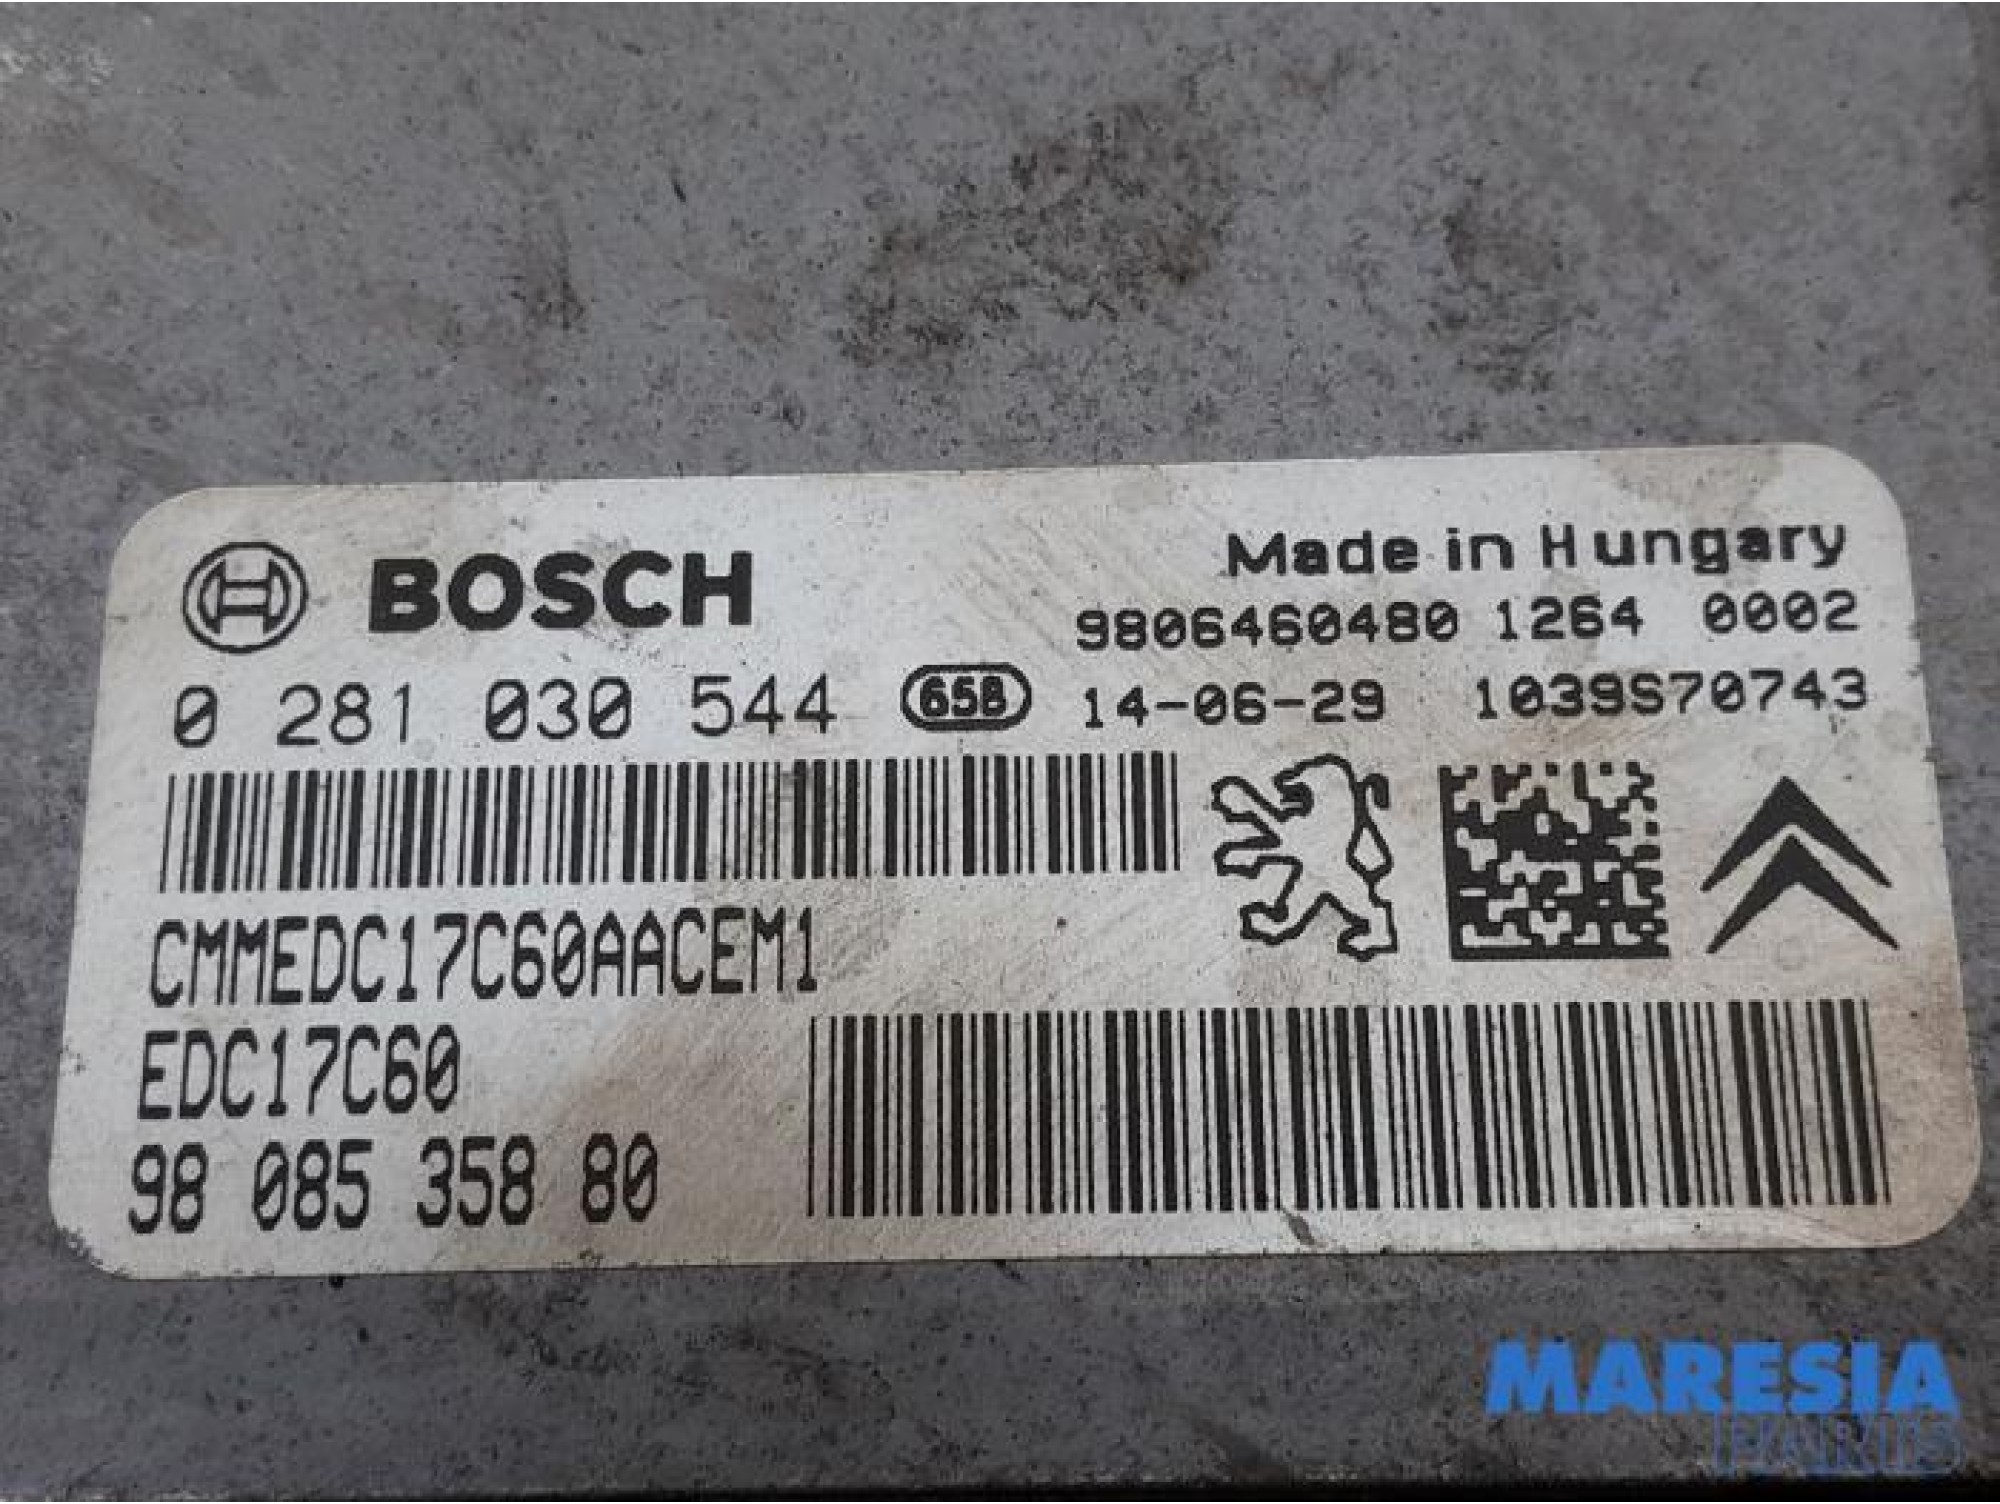 BOSCH
Made in Hungary
9806460480 1264 0002
0 281 030 544 65B 14-06-29 1039S70743
CMMEDC17C60AACEM1
EDC17C60
98 085 358 80
MARESIA
PARTS